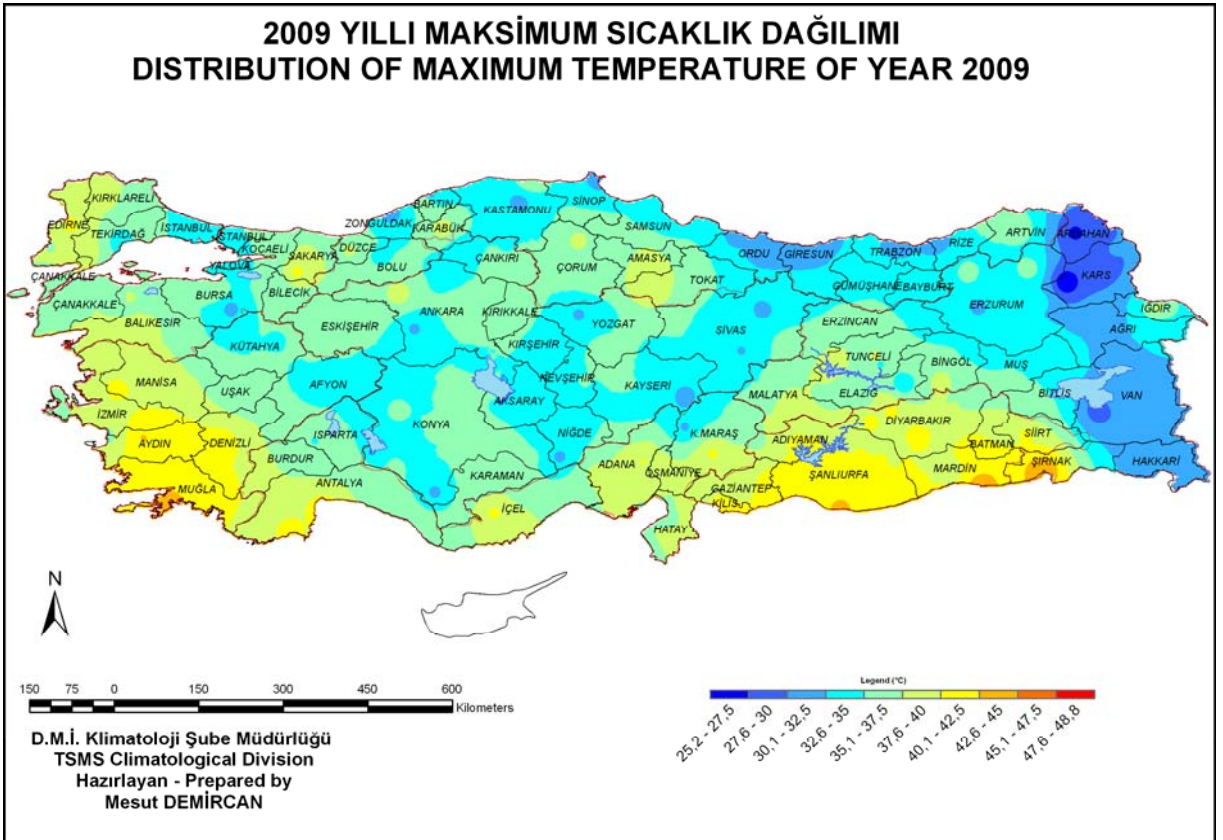 2009 YILLI MAKSİMUM SICAKLIK DAĞILIMI
DISTRIBUTION OF MAXIMUM TEMPERATURE OF YEAR 2009
KIRKLARELİ
EDİRNE
TEKİRDAĞ
İSTANBUL
İSTANBUL
KOCAELİ
YALOVA
SAKARYA
DÜZCE
ZONGULDAK
BARTIN
KARABÜK
KASTAMONU
SİNOP
SAMSUN
BOLU
ÇANKIRI
ÇORUM
AMASYA
TOKAT
ORDU
GİRESUN
TRABZON
RİZE
ARTVİN
ARDAHAN
KARS
GÜMÜŞHANE
BAYBURT
ERZURUM
IĞDIR
AĞRI
ÇANAKKALE
ÇANAKKALE
BALIKESİR
BURSA
BİLECİK
ESKİŞEHİR
ANKARA
KIRIKKALE
YOZGAT
SİVAS
ERZİNCAN
TUNCELİ
BİNGÖL
MUŞ
BİTLİS
VAN
KÜTAHYA
KIRŞEHİR
NEVŞEHİR
KAYSERİ
MALATYA
ELAZIĞ
MANİSA
UŞAK
AFYON
AKSARAY
İZMİR
AYDIN
DENİZLİ
ISPARTA
KONYA
NİĞDE
K.MARAŞ
ADIYAMAN
DİYARBAKIR
BATMAN
SİİRT
ŞIRNAK
HAKKARİ
MUĞLA
BURDUR
ANTALYA
KARAMAN
İÇEL
ADANA
OSMANİYE
GAZİANTEP
KİLİS
ŞANLIURFA
MARDİN
HATAY
N
150 75 0 150 300 450 600
Kilometers
Legend (°C)
25,2 - 27,5
27,6 - 30
30,1 - 32,5
32,6 - 35
35,1 - 37,5
37,6 - 40
40,1 - 42,5
42,6 - 45
45,1 - 47,5
47,6 - 48,8
D.M.İ. Klimatoloji Şube Müdürlüğü
TSMS Climatological Division
Hazırlayan - Prepared by
Mesut DEMİRCAN